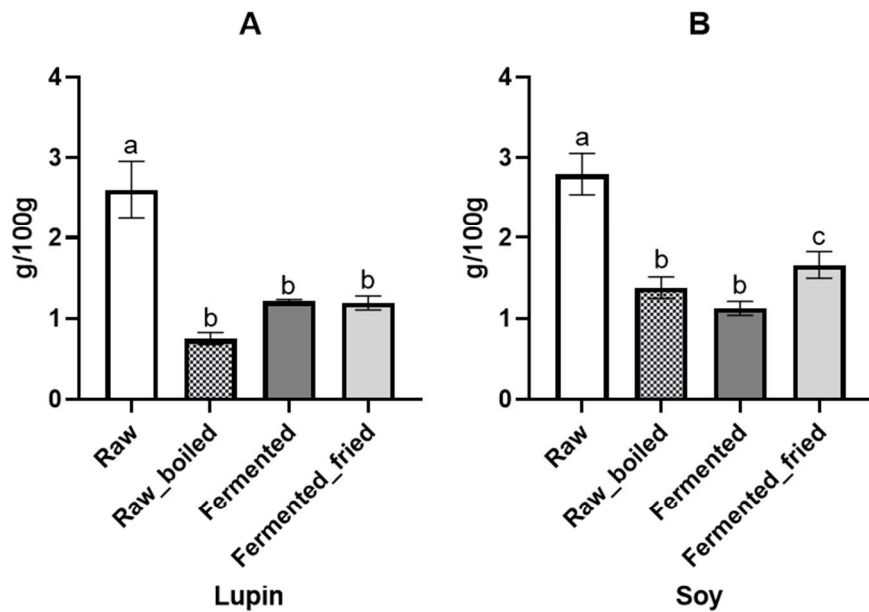 A
4
3
2
1
0
g/100g
a
b
b
b
Raw
Raw_boiled
Fermented
Fermented_fried
Lupin
B
4
3
2
1
0
g/100g
a
b
b
c
Raw
Raw_boiled
Fermented
Fermented_fried
Soy